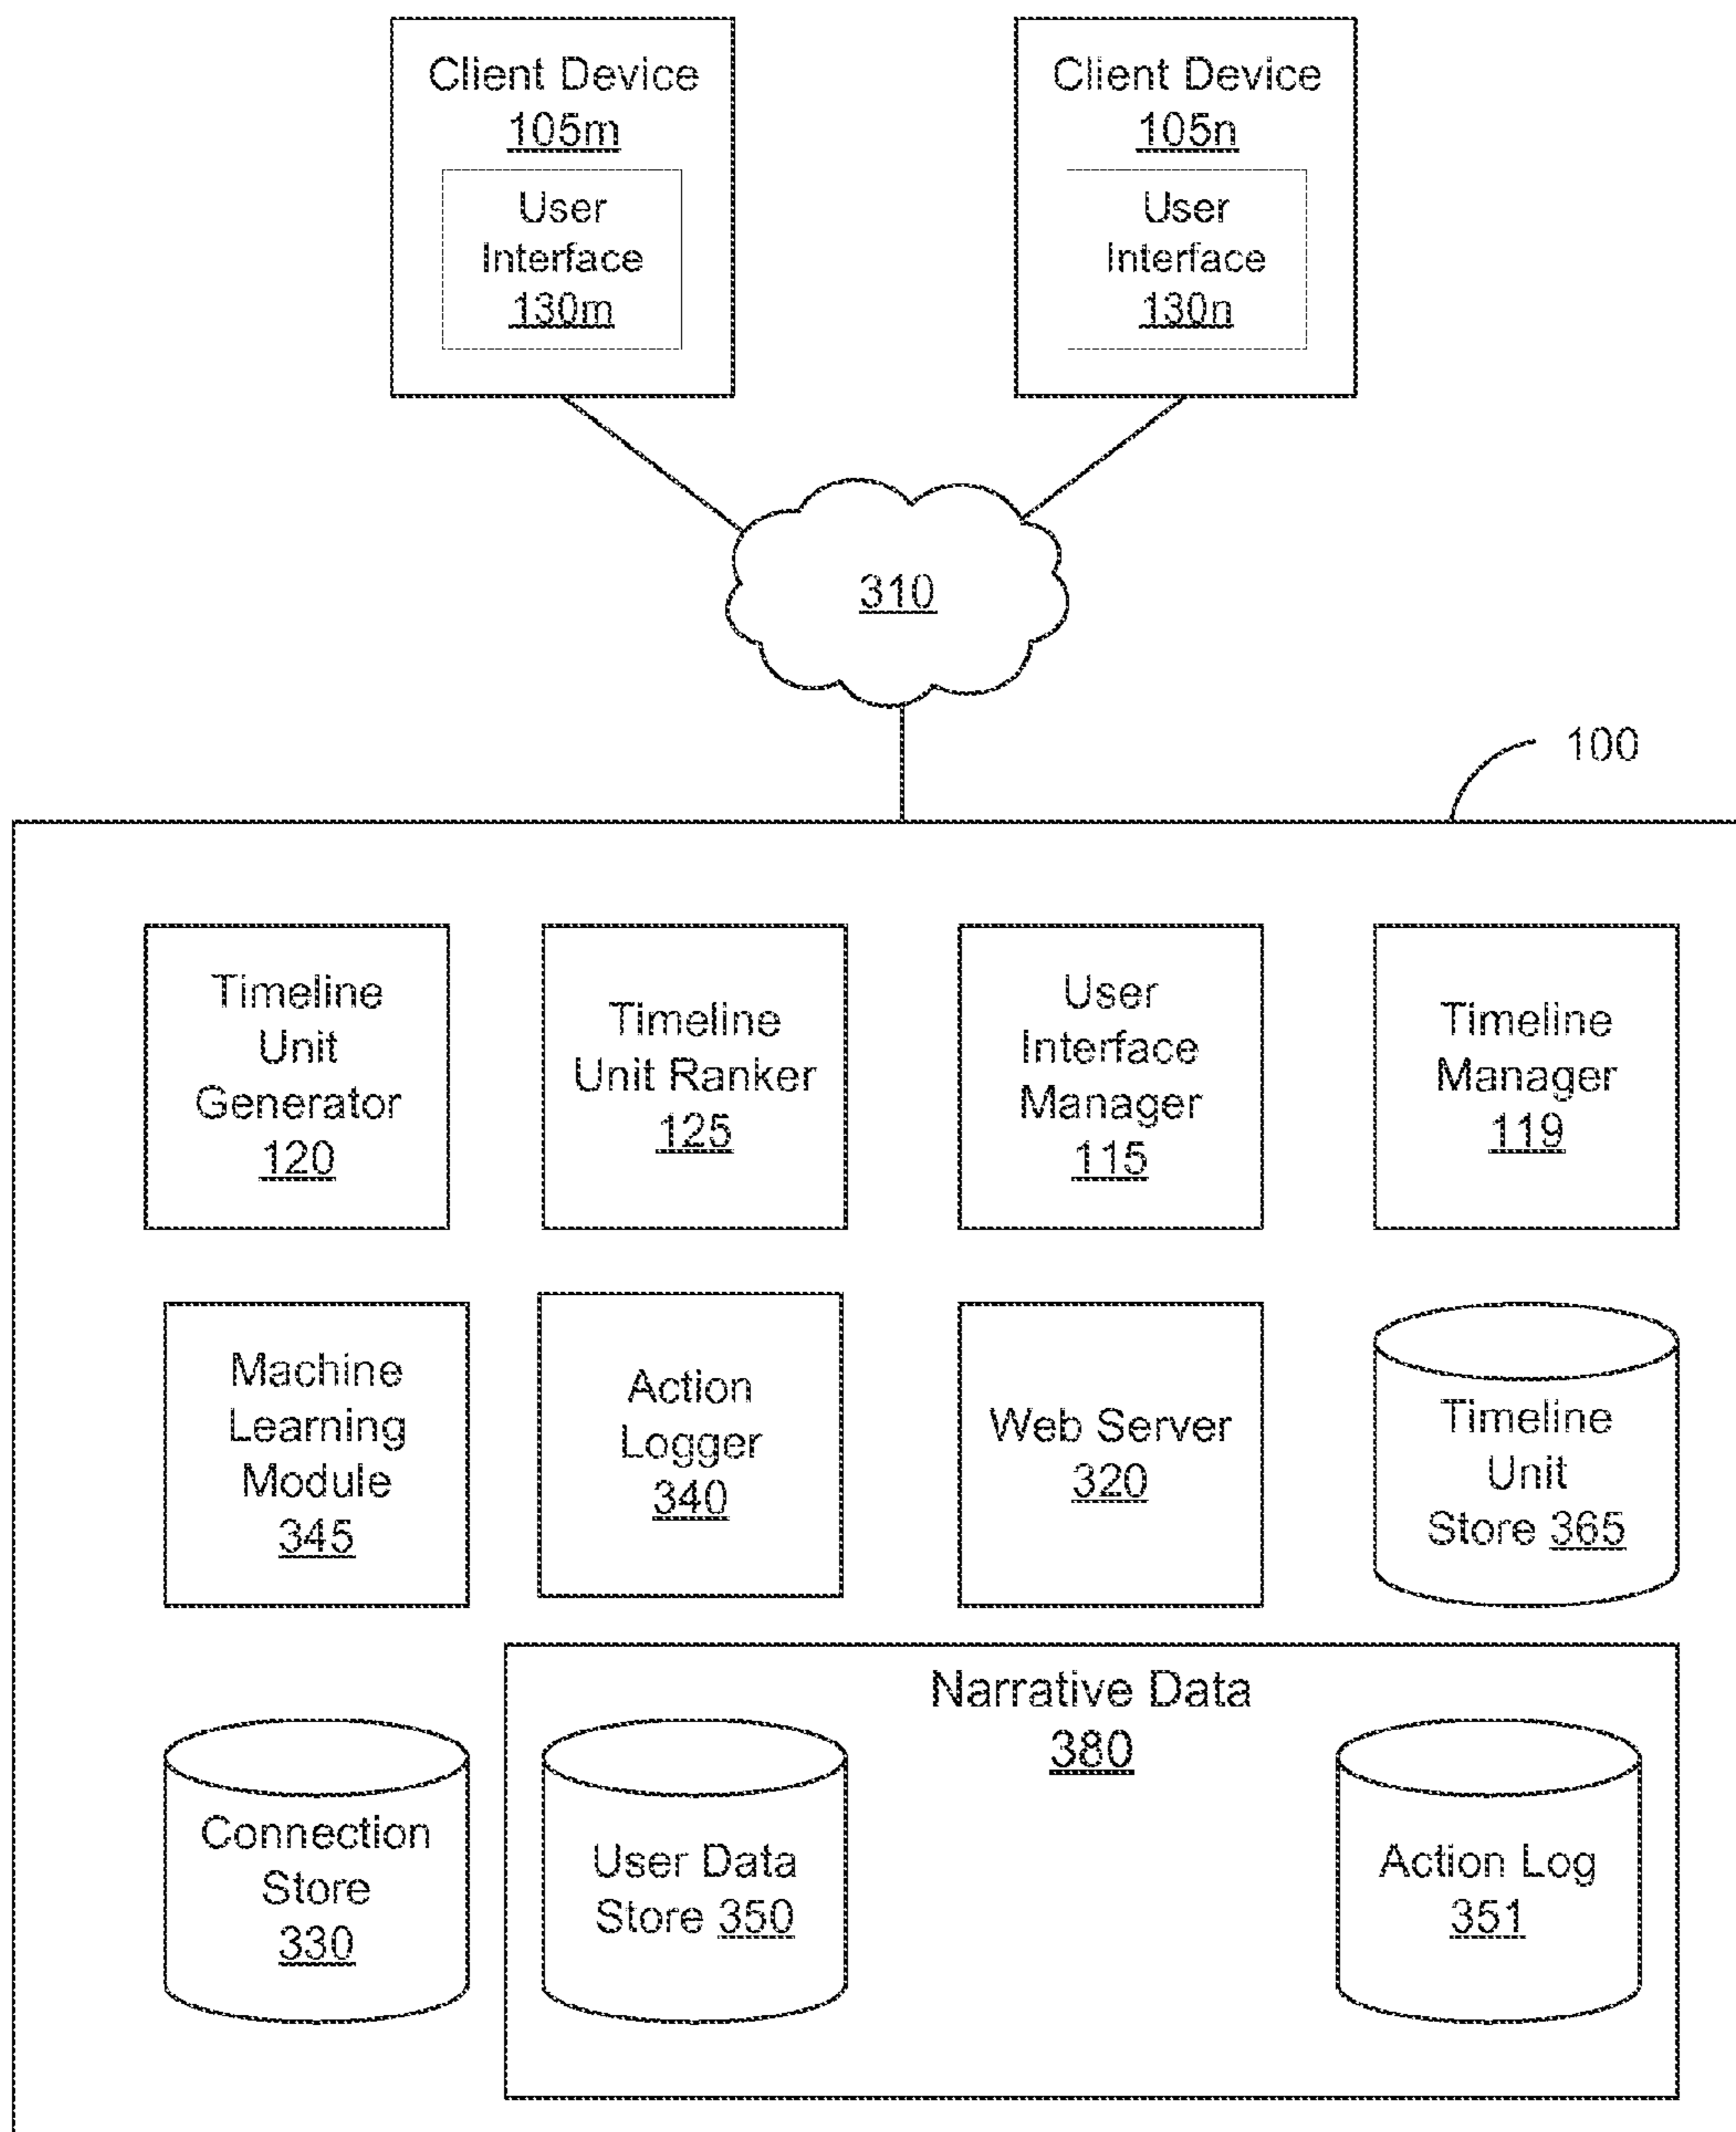 Client Device
105m
User
Interface
130m
Client Device
105n
User
Interface
130n
310
100
Timeline
Unit
Generator
120
Timeline
Unit Ranker
125
User
Interface
Manager
115
Timeline
Manager
119
Machine
Learning
Module
345
Action
Logger
340
Web Server
320
Timeline
Unit
Store 365
Connection
Store
330
Narrative Data
380
User Data
Store 350
Action Log
351